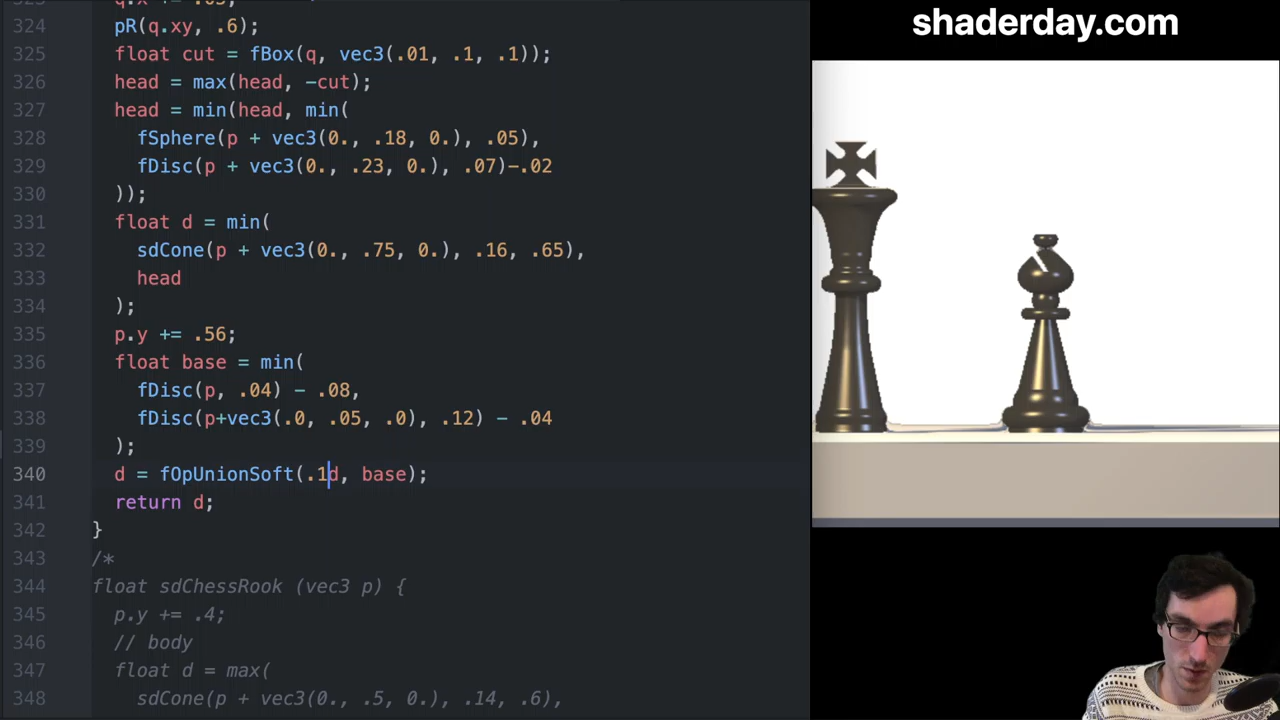 shaderday.com
324 pR(q.xy, .6);
325 float cut = fBox(q, vec3(.01, .1, .1));
326 head = max(head, -cut);
327 head = min(head, min(
328 fSphere(p + vec3(0., .18, 0.), .05),
329 fDisc(p + vec3(0., .23, 0.), .07)-.02
330 ));
331 float d = min(
332 sdCone(p + vec3(0., .75, 0.), .16, .65),
333 head
334 );
335 p.y += .56;
336 float base = min(
337 fDisc(p, .04) - .08,
338 fDisc(p+vec3(.0, .05, .0), .12) - .04
339 );
340 d = fOpUnionSoft(.1d, base);
341 return d;
342 }
343 /*
344 float sdChessRook (vec3 p) {
345 p.y += .4;
346 // body
347 float d = max(
348 sdCone(p + vec3(0., .5, 0.), .14, .6),